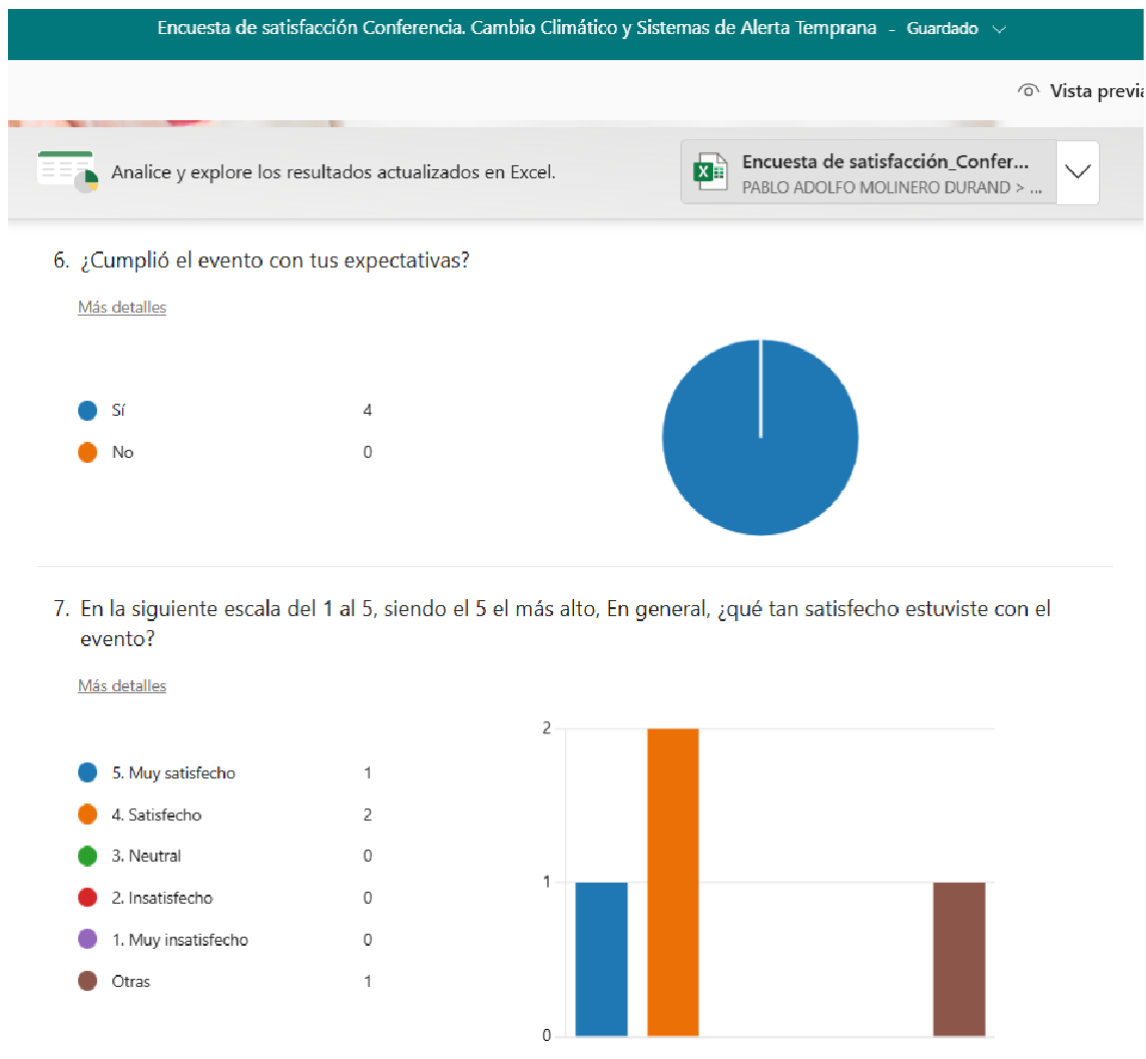 Encuesta de satisfacción Conferencia. Cambio Climático y Sistemas de Alerta Temprana - Guardado
Vista previa
Analice y explore los resultados actualizados en Excel.
Encuesta de satisfacción_Confer...
PABLO ADOLFO MOLINERO DURAND > ...
6. ¿Cumplió el evento con tus expectativas?
Más detalles
Sí 4
No 0
7. En la siguiente escala del 1 al 5, siendo el 5 el más alto, En general, ¿qué tan satisfecho estuviste con el
evento?
Más detalles
5. Muy satisfecho 1
4. Satisfecho 2
3. Neutral 0
2. Insatisfecho 0
1. Muy insatisfecho 0
Otras 1
2
1
0